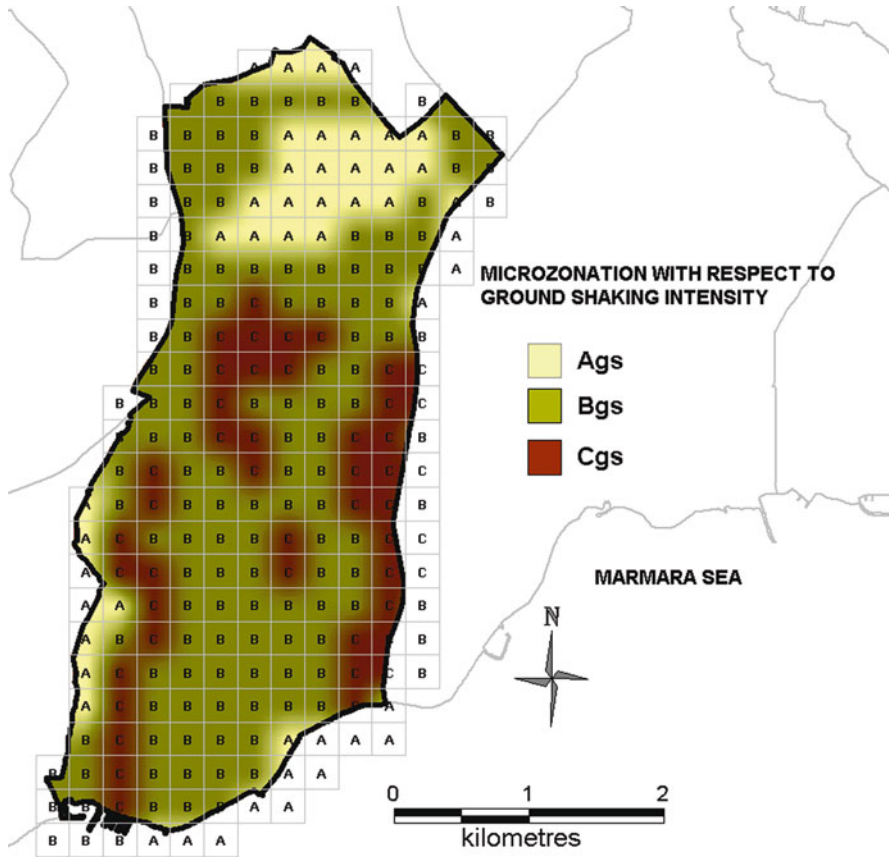 A A A A
B B B B B B
B B B B A A A A A B B
B B B B A A A A A B B
B B B A A A A A B A B
B B A A A A B B B A
B B B B B B B B B A
B B B C B B B B A
MICROZONATION WITH RESPECT TO
GROUND SHAKING INTENSITY
B B C C C C B B B
B B C C C B B C C
Ags
B B B C B B B B C C
Bgs
B B B C C B B C C B
B C B B C B B C C C
Cgs
A B C B B B B B C C B
A C B B B B C B B C C
A C C B B B C B B C C
MARMARA SEA
A A C B B B B B B C B
N
A B C B B B B B C B
A C B B B B B B C C B
A C B B B B B B A
B C B B B B A A A A
B B C B B B B A A
0 1 2
B B C B B B A A
kilometres
B B B A A A